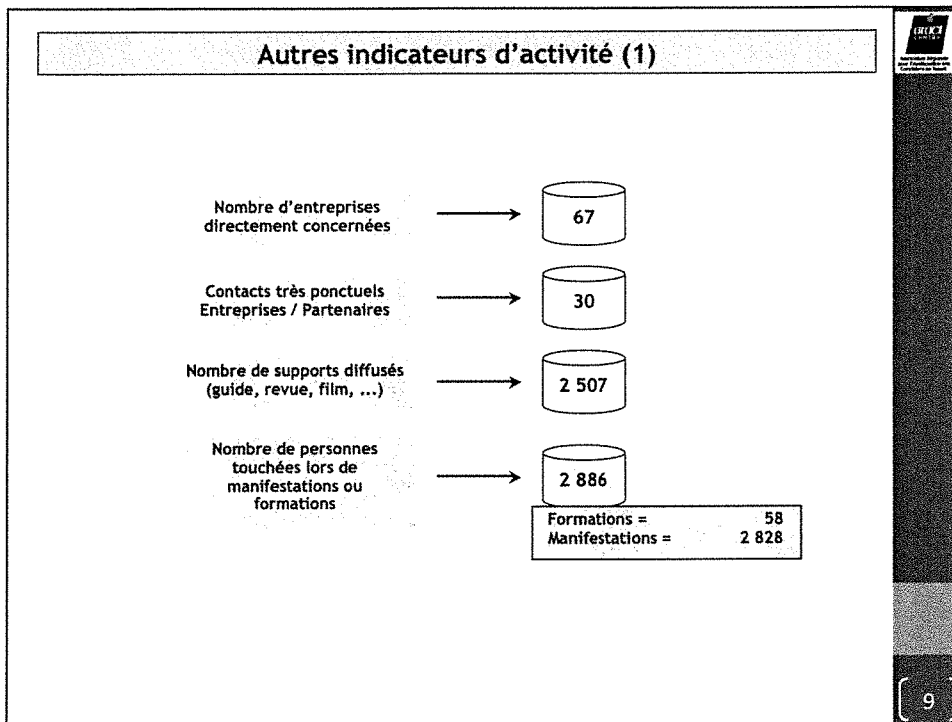 Autres indicateurs d'activité (1)
aract
CENTRE
Nombre d'entreprises
directement concernées
67
Contacts très ponctuels
Entreprises / Partenaires
30
Nombre de supports diffusés
(guide, revue, film, ...)
2 507
Nombre de personnes
touchées lors de
manifestations ou
formations
2 886
Formations = 58
Manifestations = 2 828
9